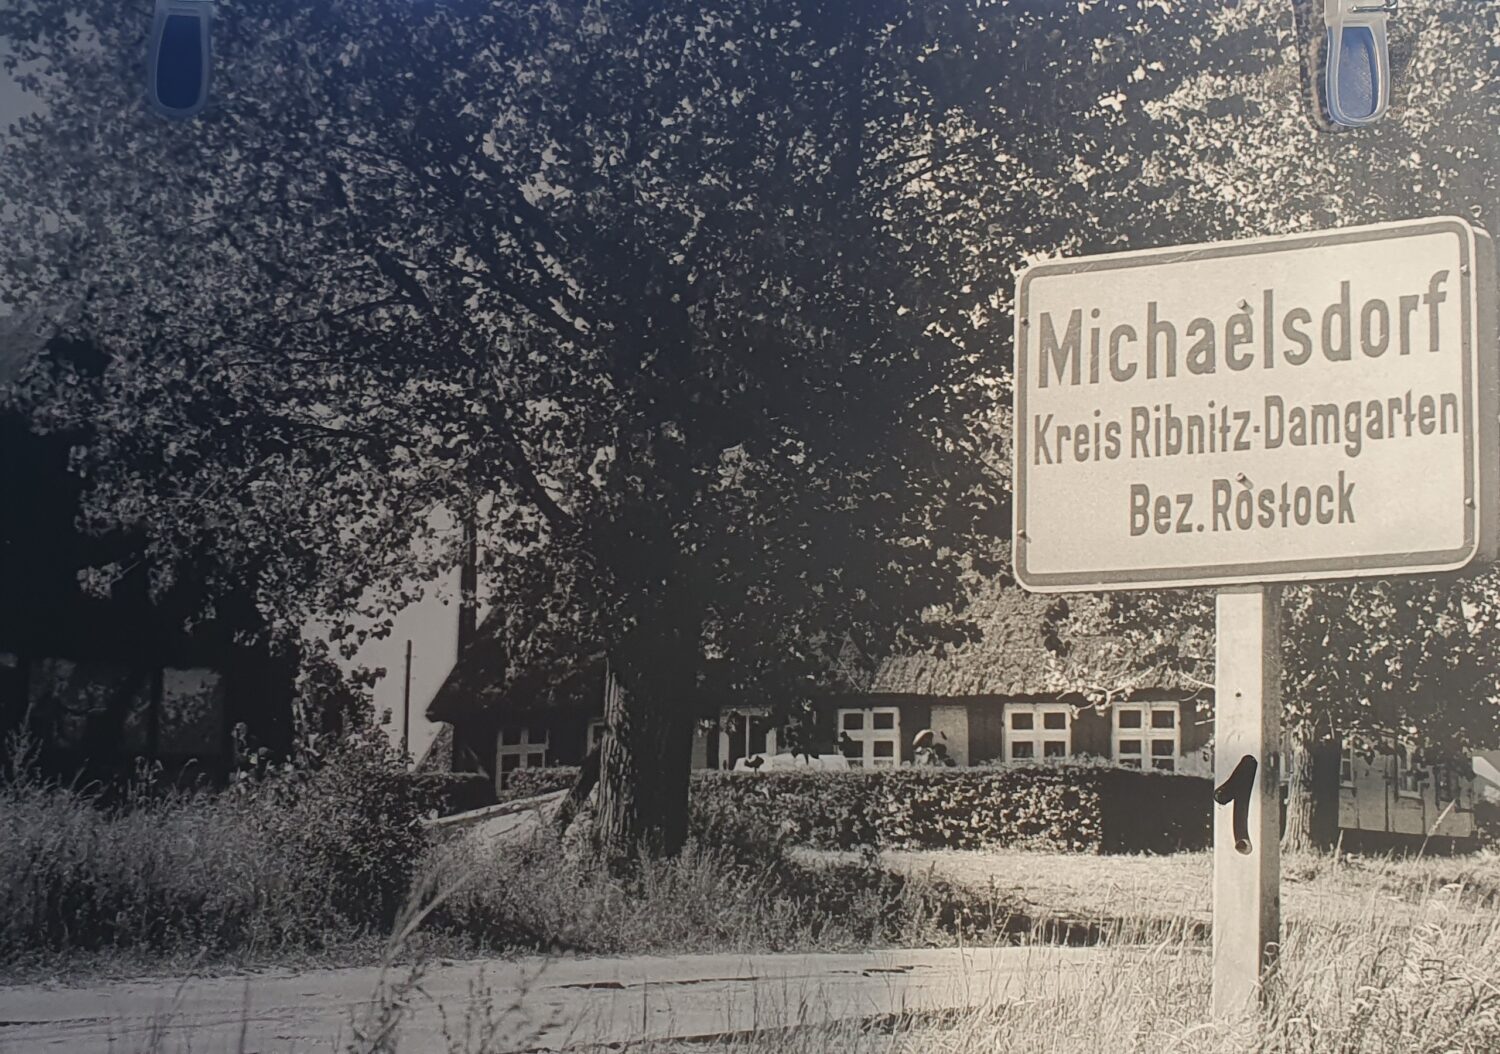 Michaelsdorf
Kreis Ribnitz-Damgarten
Bez. Rostock
1